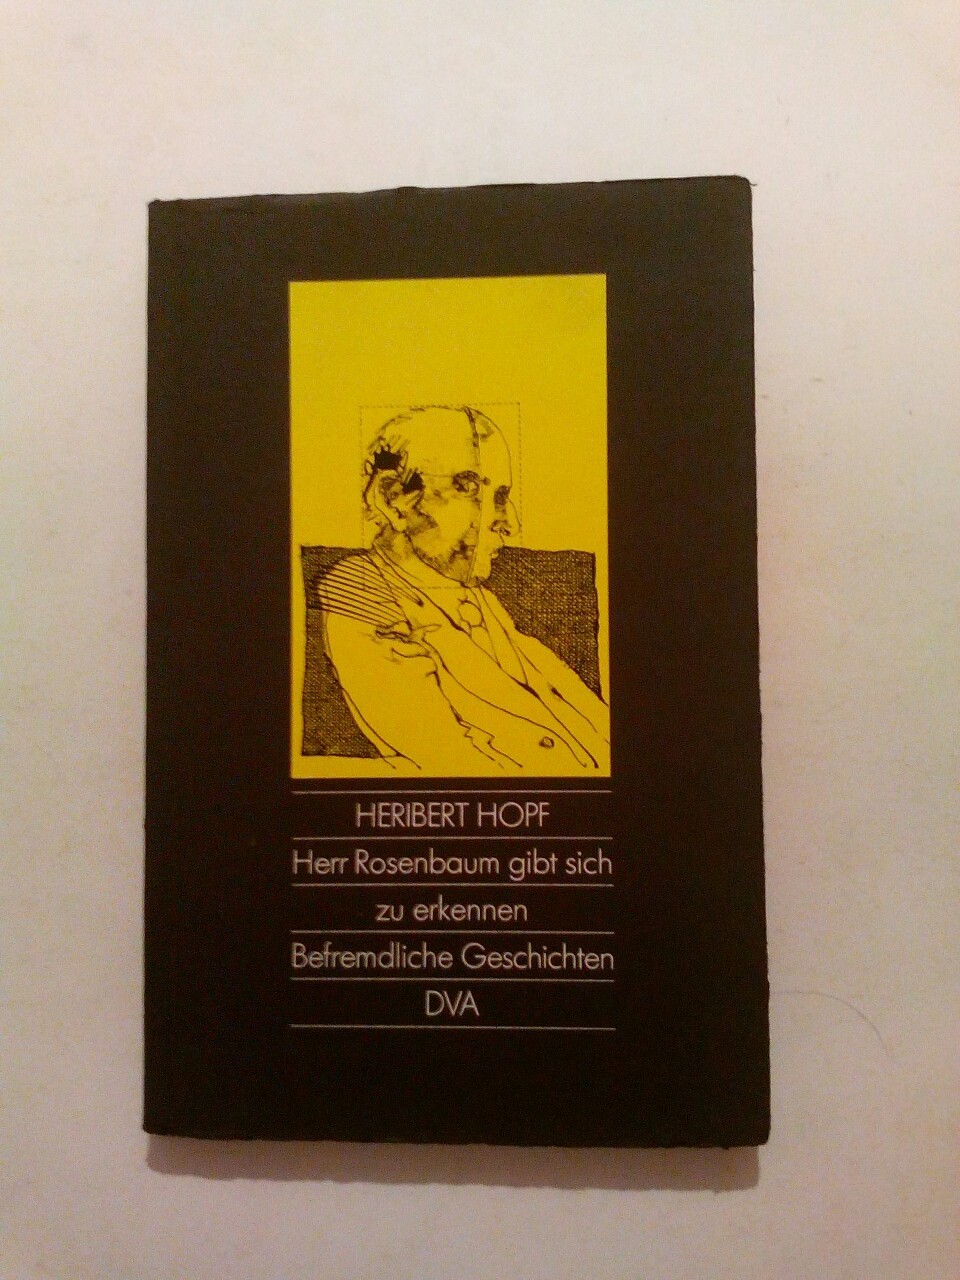 HERIBERT HOPF
Herr Rosenbaum gibt sich
zu erkennen
Befremdliche Geschichten
DVA